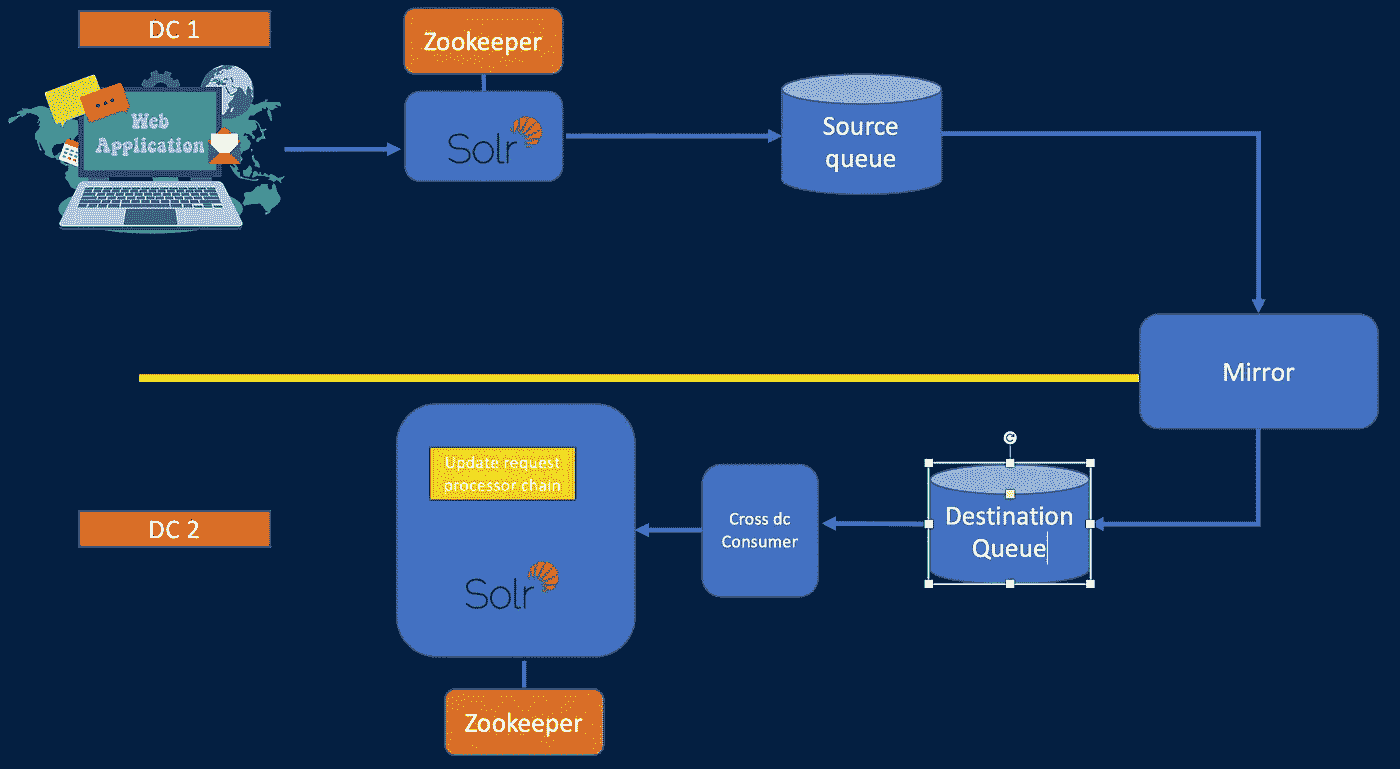 DC 1
Zookeeper
Web
Application
Solr
Source
queue
Mirror
Update request
processor chain
Solr
Cross dc
Consumer
Destination
Queue
DC 2
Zookeeper